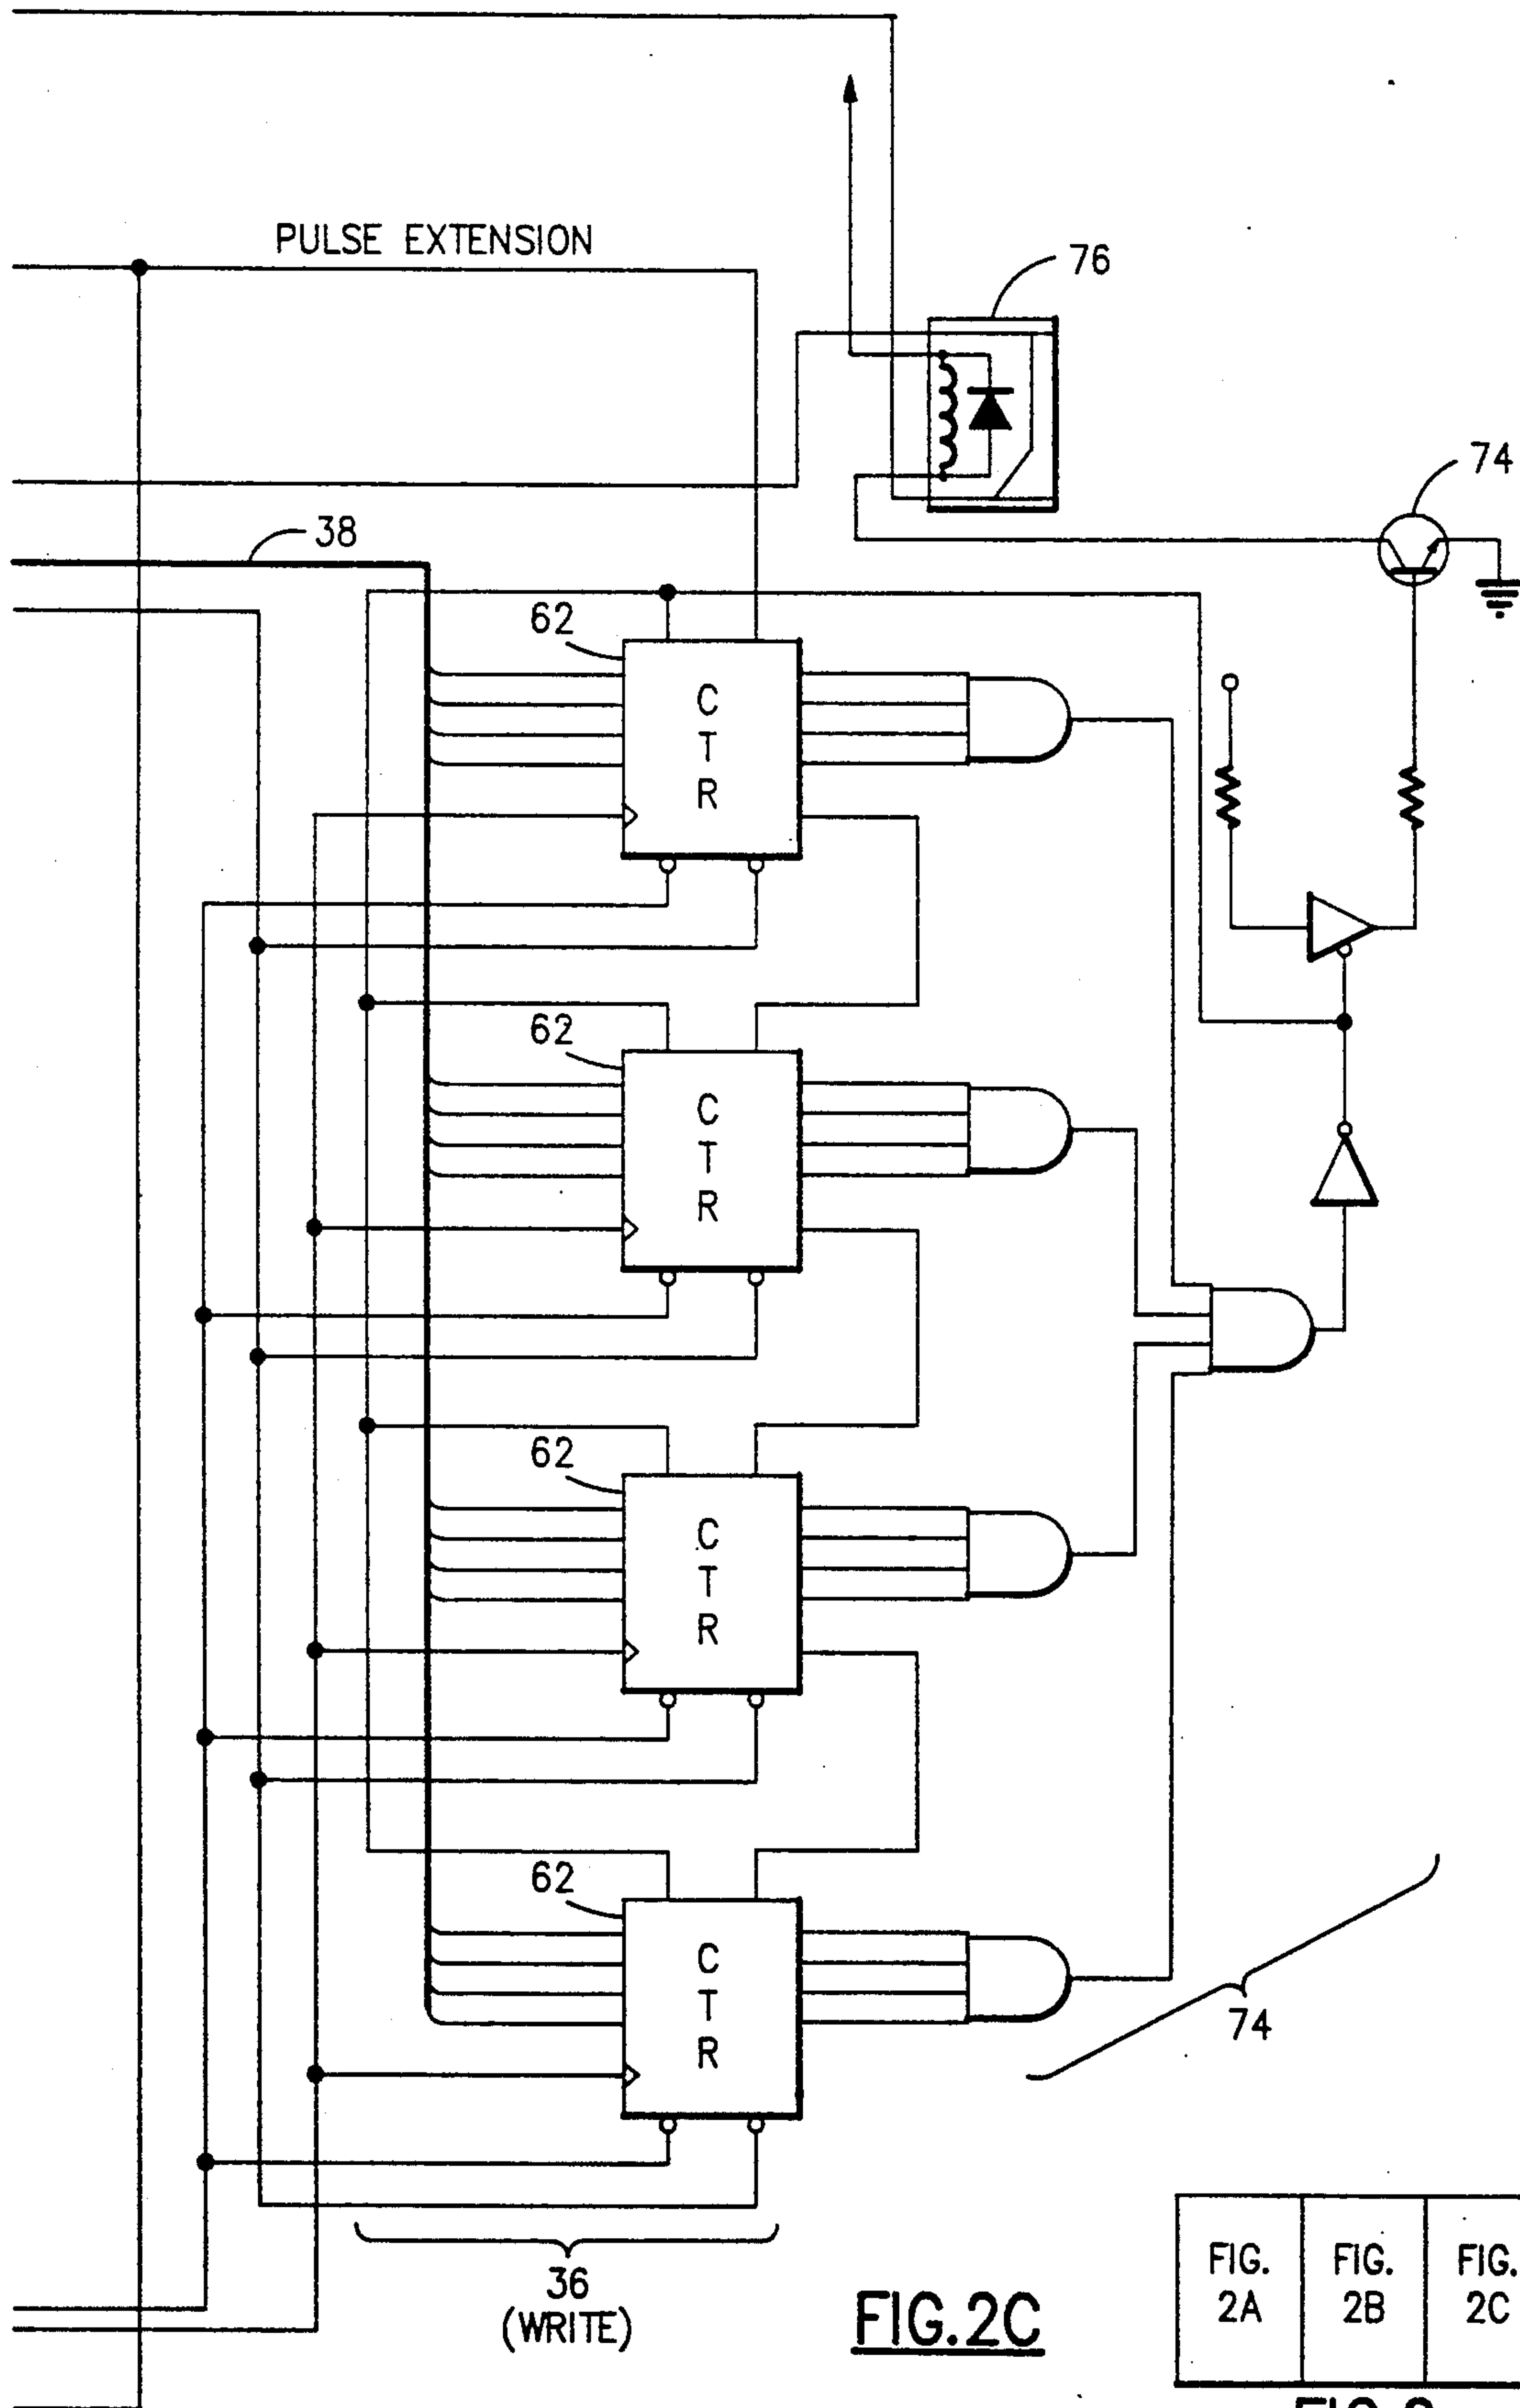 PULSE EXTENSION
76
74
38
62
C
T
R
62
C
T
R
62
C
T
R
62
C
T
R
74
36
(WRITE)
FIG.2C
FIG.
2A
FIG.
2B
FIG.
2C